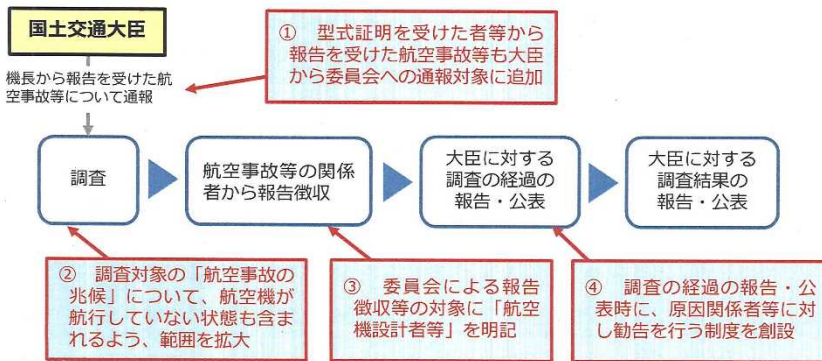 国土交通大臣
① 型式証明を受けた者等から
報告を受けた航空事故等も大臣
から委員会への通報対象に追加
機長から報告を受けた航
空事故等について通報
調査
航空事故等の関係
者から報告徴収
大臣に対する
調査の経過の
報告・公表
大臣に対する
調査結果の
報告・公表
② 調査対象の「航空事故の
兆候」について、航空機が
航行していない状態も含ま
れるよう、範囲を拡大
③ 委員会による報告
徴収等の対象に「航空
機設計者等」を明記
④ 調査の経過の報告・公
表時に、原因関係者等に対
し勧告を行う制度を創設